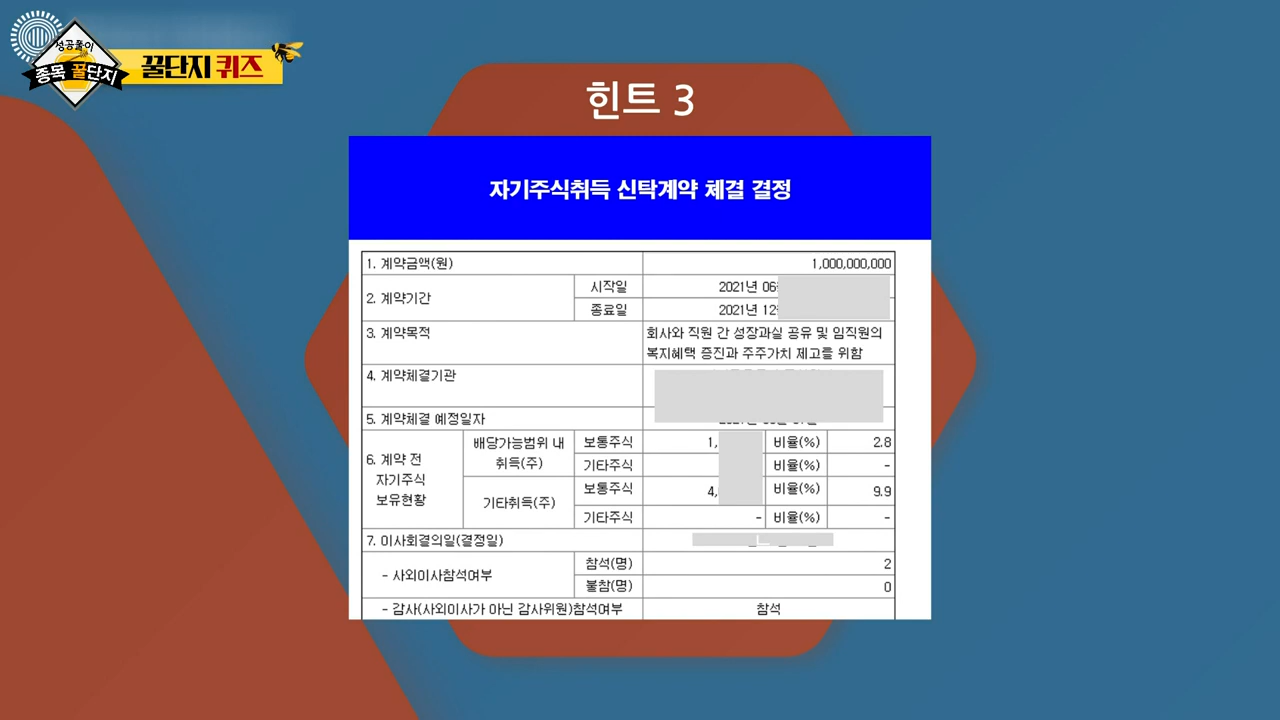 성공풀이
종목 꿀단지
꿀단지 퀴즈
힌트 3
자기주식취득 신탁계약 체결 결정
1. 계약금액(원) 1,000,000,000
2. 계약기간 시작일 2021년 06
종료일 2021년 12
3. 계약목적 회사와 직원 간 성장과실 공유 및 임직원의
복지혜택 증진과 주주가치 제고를 위함
4. 계약체결기관
5. 계약체결 예정일자
6. 계약 전
자기주식
보유현황
배당가능범위 내
취득(주)
보통주식 1, 비율(%) 2.8
기타주식 비율(%) -
기타취득(주)
보통주식 4, 비율(%) 9.9
기타주식 - 비율(%) -
7. 이사회결의일(결정일)
- 사외이사참석여부 참석(명) 2
불참(명) 0
- 감사(사외이사가 아닌 감사위원)참석여부 참석